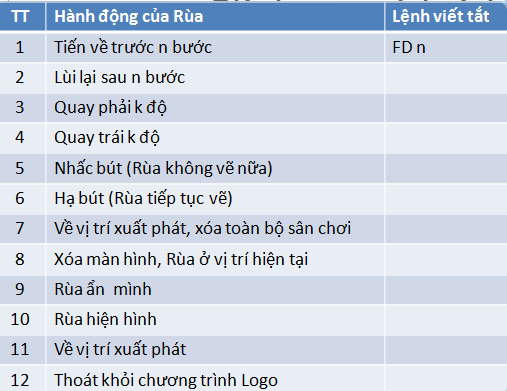 TT Hành động của Rùa Lệnh viết tắt
1 Tiến về trước n bước FD n
2 Lùi lại sau n bước
3 Quay phải k độ
4 Quay trái k độ
5 Nhấc bút (Rùa không vẽ nữa)
6 Hạ bút (Rùa tiếp tục vẽ)
7 Về vị trí xuất phát, xóa toàn bộ sân chơi
8 Xóa màn hình, Rùa ở vị trí hiện tại
9 Rùa ẩn mình
10 Rùa hiện hình
11 Về vị trí xuất phát
12 Thoát khỏi chương trình Logo